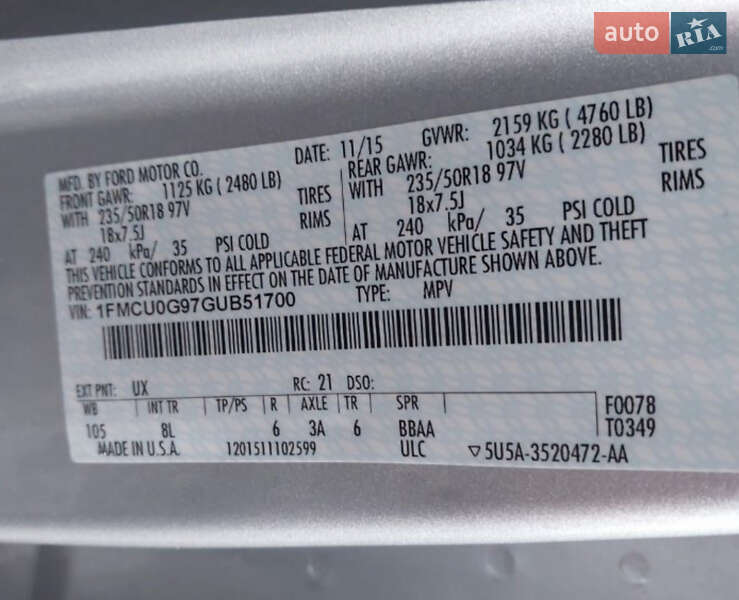 auto RIA .com
MFD. BY FORD MOTOR CO. DATE: 11/15 GVWR: 2159 KG ( 4760 LB)
FRONT GAWR: 1125 KG ( 2480 LB) REAR GAWR: 1034 KG ( 2280 LB)
WITH 235/50R18 97V TIRES WITH 235/50R18 97V TIRES
18x7.5J RIMS 18x7.5J RIMS
AT 240 kPa/ 35 PSI COLD AT 240 kPa/ 35 PSI COLD
THIS VEHICLE CONFORMS TO ALL APPLICABLE FEDERAL MOTOR VEHICLE SAFETY AND THEFT
PREVENTION STANDARDS IN EFFECT ON THE DATE OF MANUFACTURE SHOWN ABOVE.
VIN: 1FMCU0G97GUB51700 TYPE: MPV
EXT PNT: UX RC: 21 DSO:
WB INT TR TP/PS R AXLE TR SPR F0078
105 8L 6 3A 6 BBAA T0349
MADE IN U.S.A. 1201511102599 ULC ▽5U5A-3520472-AA